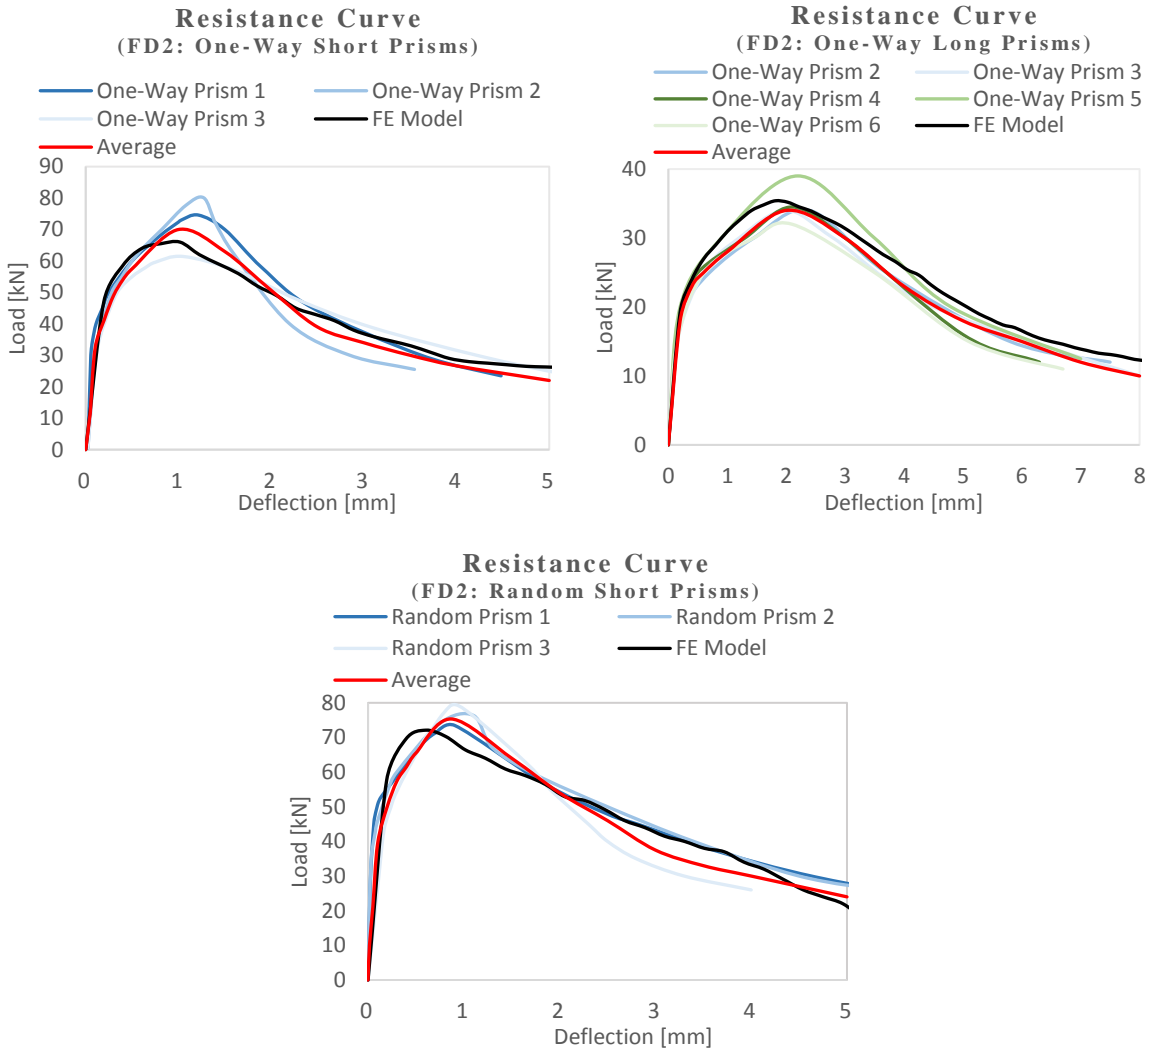 Resistance Curve
(FD2: One-Way Short Prisms)
One-Way Prism 1
One-Way Prism 2
One-Way Prism 3
FE Model
Average
90
80
70
60
50
40
30
20
10
0
Load [kN]
0 1 2 3 4 5
Deflection [mm]
Resistance Curve
(FD2: One-Way Long Prisms)
One-Way Prism 2
One-Way Prism 3
One-Way Prism 4
One-Way Prism 5
One-Way Prism 6
FE Model
Average
40
30
20
10
0
Load [kN]
0 1 2 3 4 5 6 7 8
Deflection [mm]
Resistance Curve
(FD2: Random Short Prisms)
Random Prism 1
Random Prism 2
Random Prism 3
FE Model
Average
80
70
60
50
40
30
20
10
0
Load [kN]
0 1 2 3 4 5
Deflection [mm]